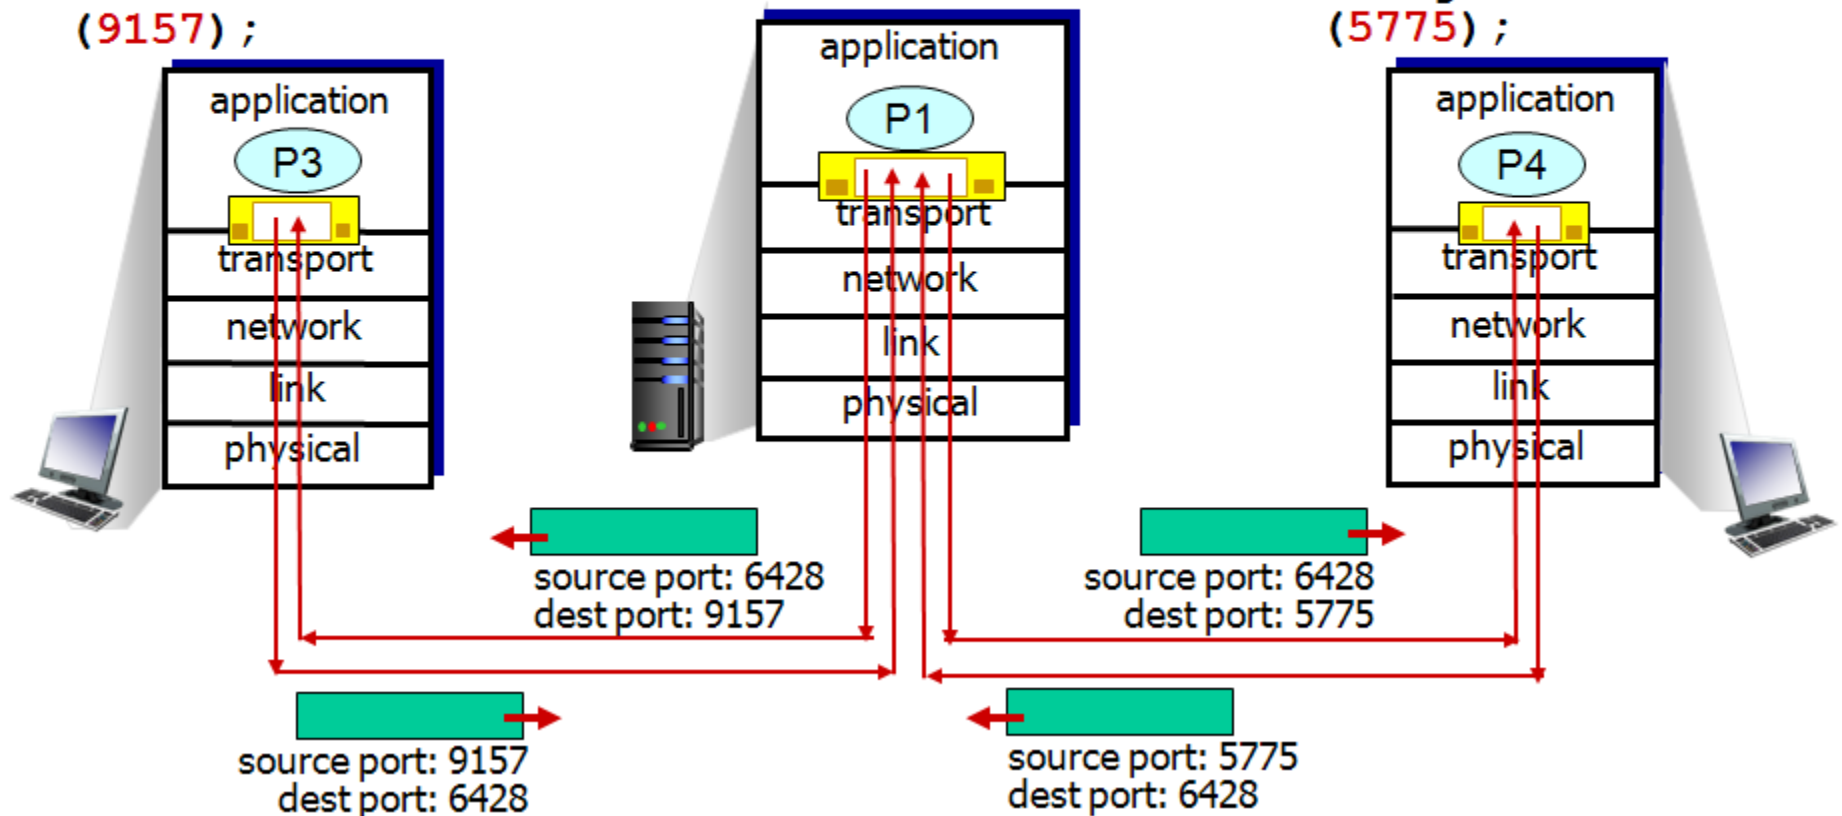 (9157);
application
P3
transport
network
link
physical
application
P1
transport
network
link
physical
(5775);
application
P4
transport
network
link
physical
source port: 6428
dest port: 9157
source port: 6428
dest port: 5775
source port: 9157
dest port: 6428
source port: 5775
dest port: 6428